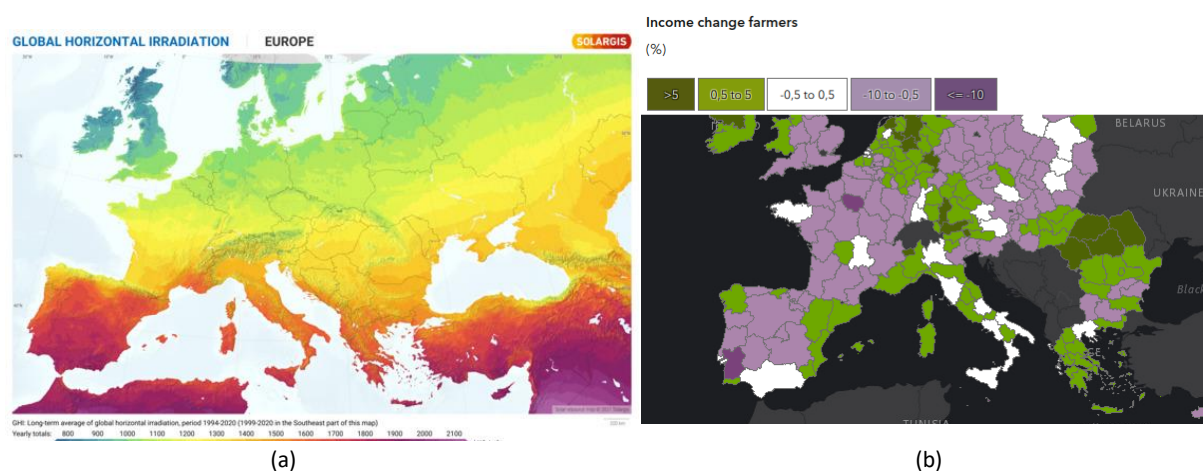 GLOBAL HORIZONTAL IRRADIATION EUROPE
SOLARGIS
GHI: Long-term average of global horizontal irradiation, period 1994-2020 (1999-2020 in the Southeast part of this map)
Yearly totals: 800 900 1000 1100 1200 1300 1400 1500 1600 1700 1800 1900 2000 2100
(a)
Income change farmers
(%)
>5 0,5 to 5 -0,5 to 0,5 -10 to -0,5 <= -10
BELARUS
UKRAINE
Black
TUNISIA
(b)